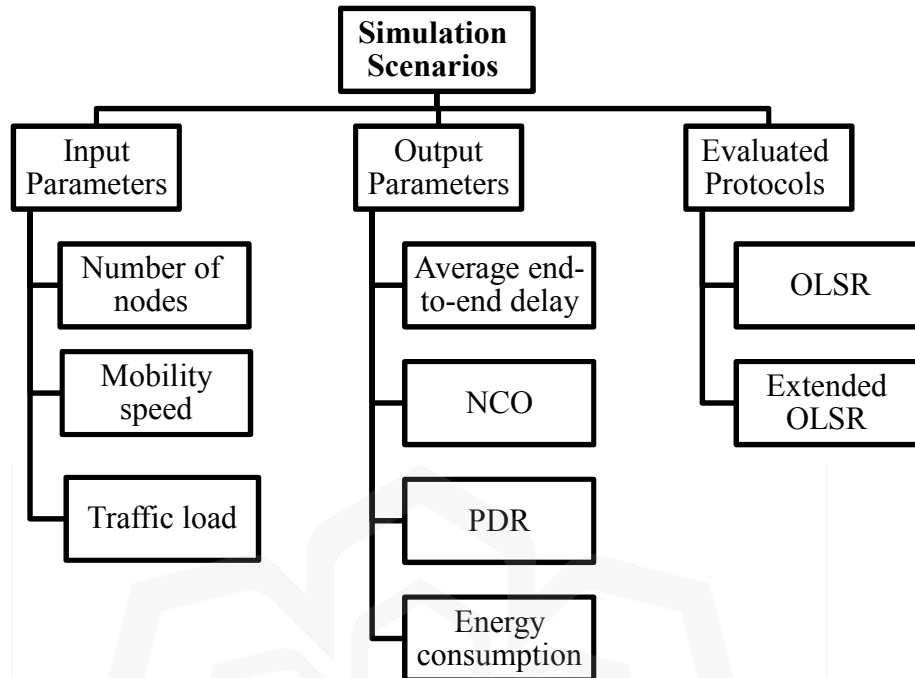 Simulation
Scenarios
Input
Parameters
Number of
nodes
Mobility
speed
Traffic load
Output
Parameters
Average end-
to-end delay
NCO
PDR
Energy
consumption
Evaluated
Protocols
OLSR
Extended
OLSR